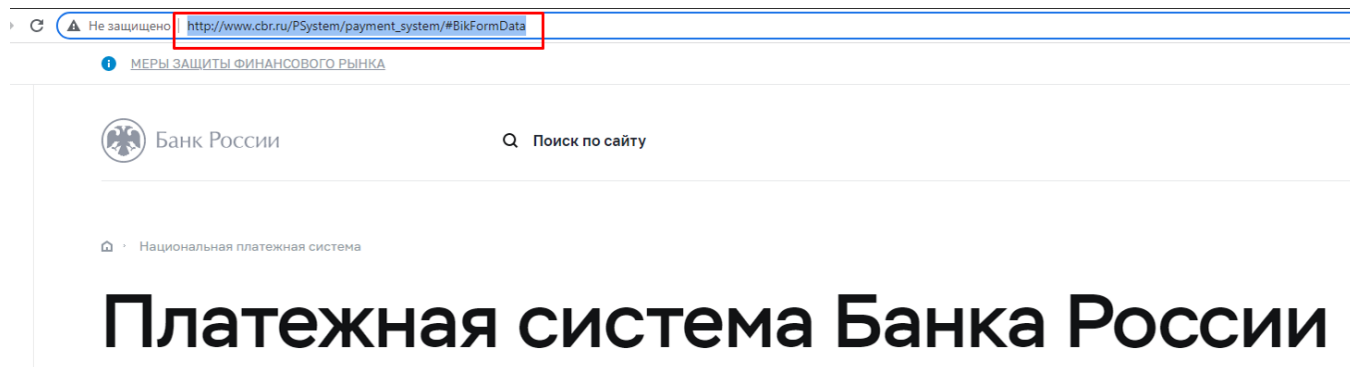 Не защищено | http://www.cbr.ru/PSystem/payment_system/#BikFormData
МЕРЫ ЗАЩИТЫ ФИНАНСОВОГО РЫНКА
Банк России
Поиск по сайту
Национальная платежная система
Платежная система Банка России